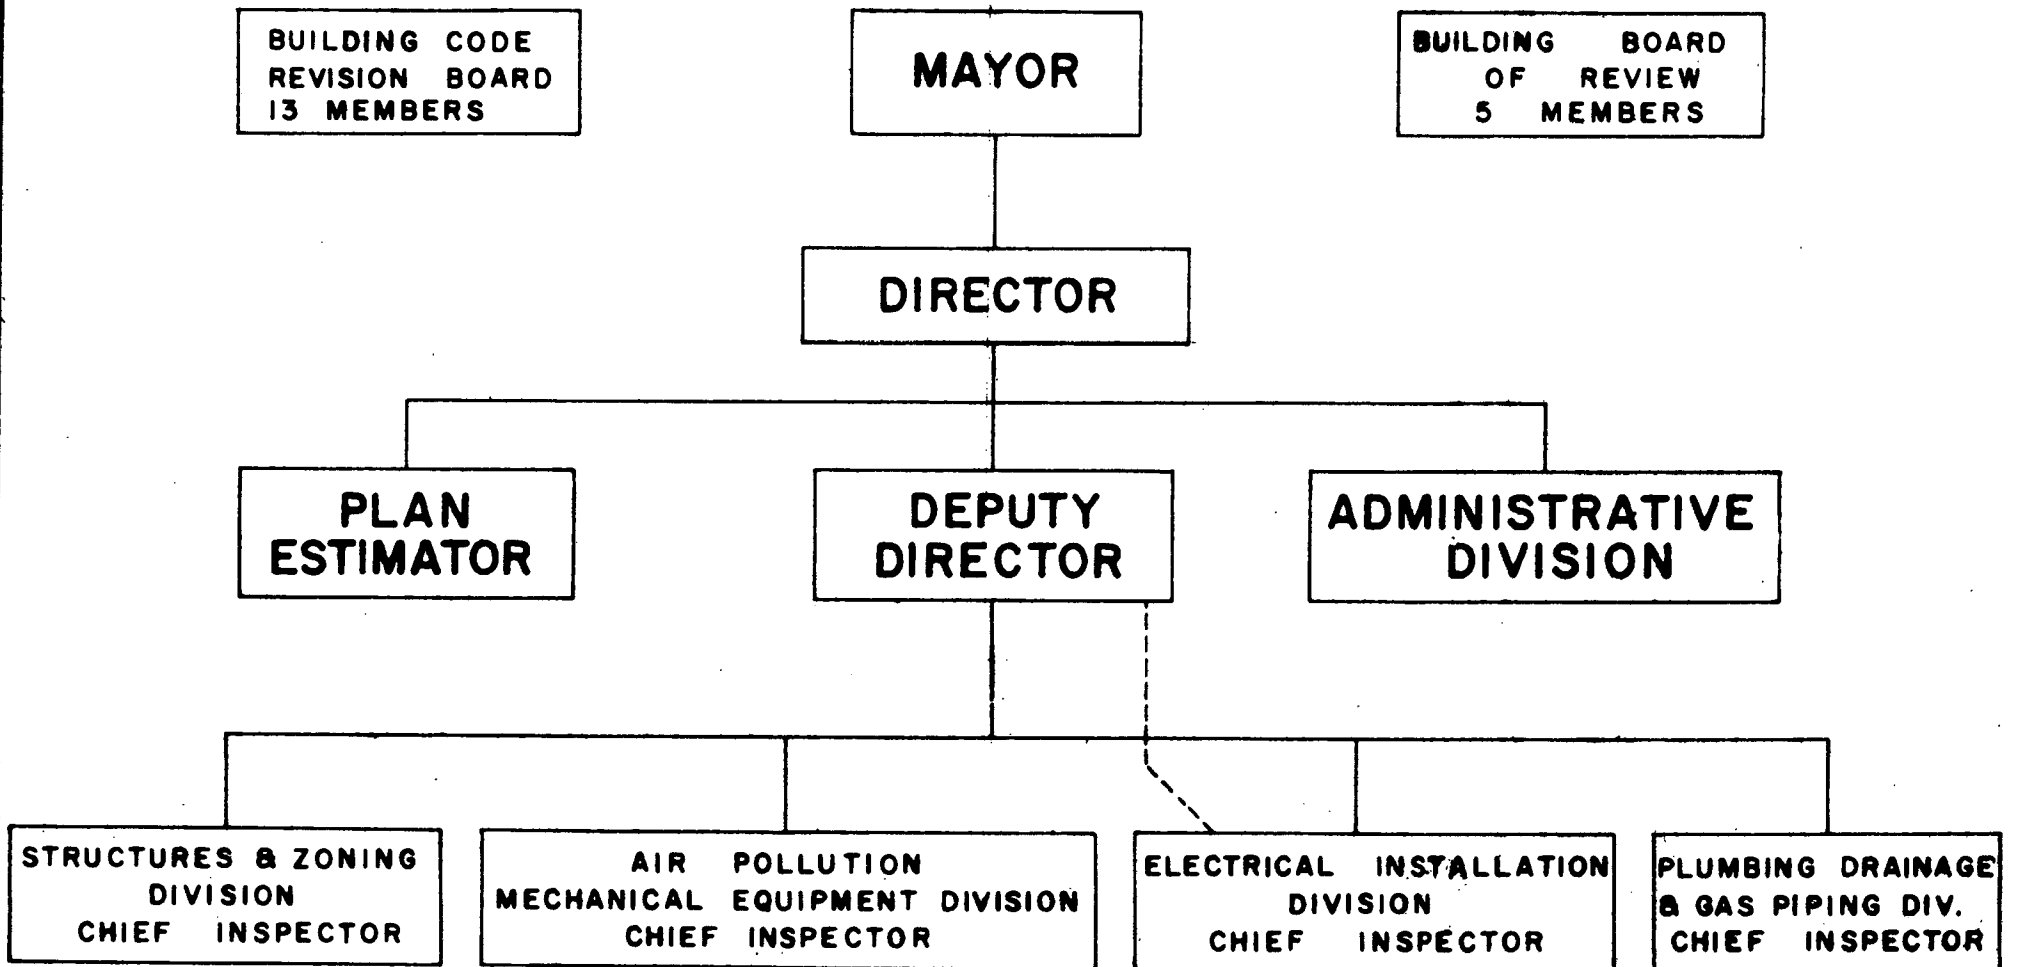 BUILDING CODE
REVISION BOARD
13 MEMBERS
MAYOR
BUILDING BOARD
OF REVIEW
5 MEMBERS
DIRECTOR
PLAN
ESTIMATOR
DEPUTY
DIRECTOR
ADMINISTRATIVE
DIVISION
STRUCTURES & ZONING
DIVISION
CHIEF INSPECTOR
AIR POLLUTION
MECHANICAL EQUIPMENT DIVISION
CHIEF INSPECTOR
ELECTRICAL INSTALLATION
DIVISION
CHIEF INSPECTOR
PLUMBING DRAINAGE
& GAS PIPING DIV.
CHIEF INSPECTOR